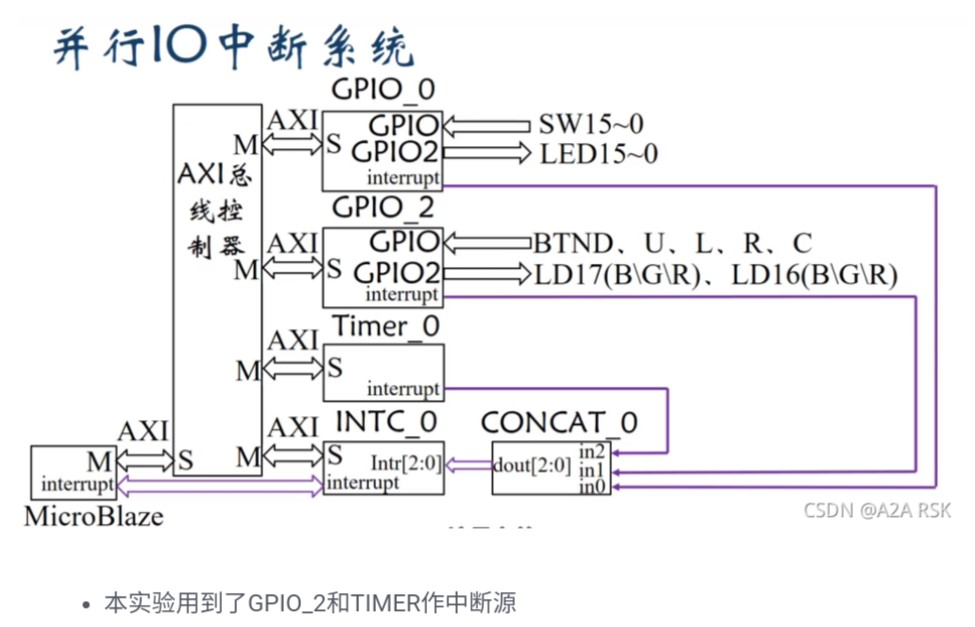 并行IO中断系统
GPIO_0
AXI
GPIO
SW15~0
M
S
GPIO2
LED15~0
AXI总
线控
制器
interrupt
GPIO_2
AXI
GPIO
BTND、U、L、R、C
M
S
GPIO2
LD17(B\G\R)、LD16(B\G\R)
interrupt
Timer_0
AXI
M
S
interrupt
AXI
INTC_0
CONCAT_0
AXI
M
S
M
S
Intr[2:0]
dout[2:0]
in2
in1
in0
interrupt
interrupt
MicroBlaze
CSDN @A2A RSK
本实验用到了GPIO_2和TIMER作中断源